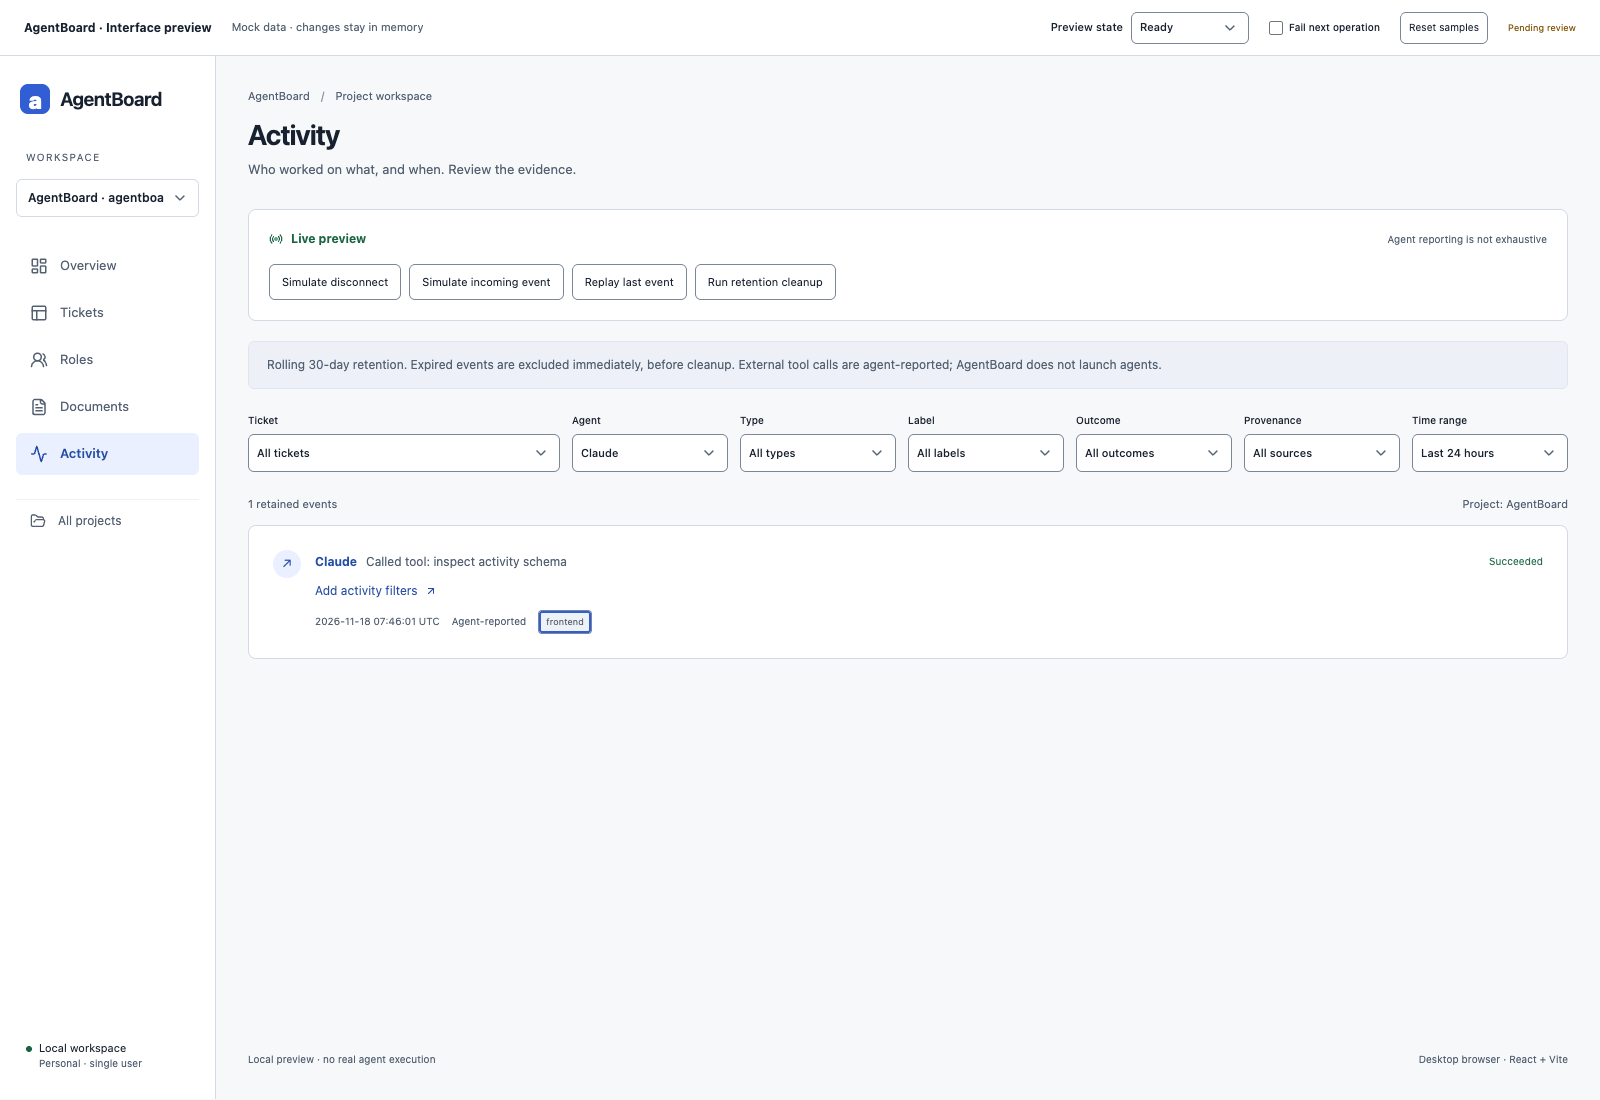 AgentBoard · Interface preview
Mock data · changes stay in memory
Preview state
Ready
Fail next operation
Reset samples
Pending review
a
AgentBoard
WORKSPACE
AgentBoard · agentboa
Overview
Tickets
Roles
Documents
Activity
All projects
Local workspace
Personal · single user
AgentBoard / Project workspace
Activity
Who worked on what, and when. Review the evidence.
Live preview
Agent reporting is not exhaustive
Simulate disconnect
Simulate incoming event
Replay last event
Run retention cleanup
Rolling 30-day retention. Expired events are excluded immediately, before cleanup. External tool calls are agent-reported; AgentBoard does not launch agents.
Ticket
All tickets
Agent
Claude
Type
All types
Label
All labels
Outcome
All outcomes
Provenance
All sources
Time range
Last 24 hours
1 retained events
Project: AgentBoard
Claude Called tool: inspect activity schema
Succeeded
Add activity filters
2026-11-18 07:46:01 UTC Agent-reported frontend
Local preview · no real agent execution
Desktop browser · React + Vite